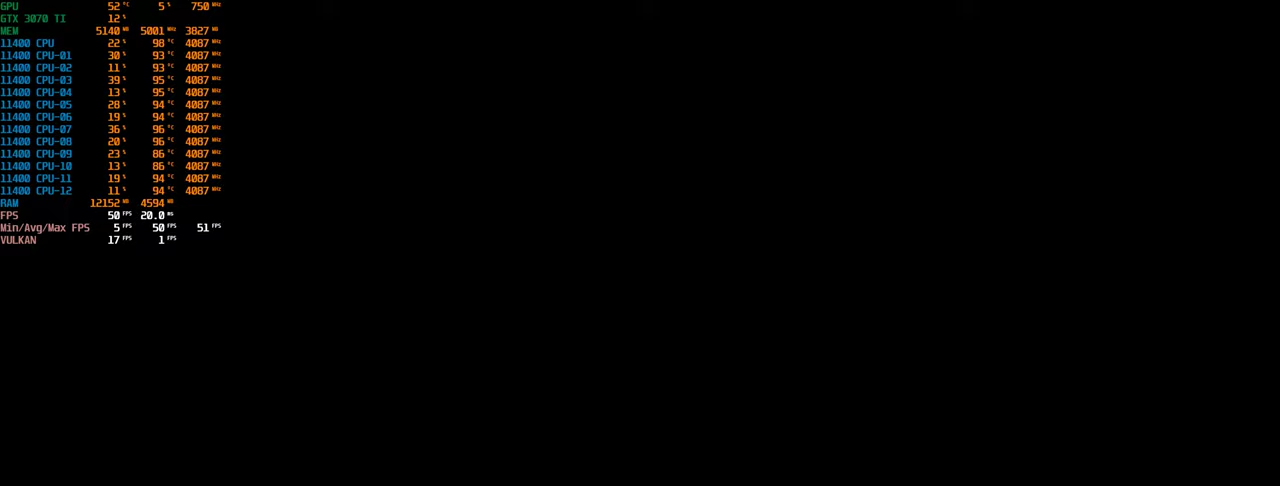 GPU 52 °C 5 % 750 MHz
GTX 3070 TI 12 %
MEM 5140 MB 5001 MHz 3827 MB
11400 CPU 22 % 98 °C 4087 MHz
11400 CPU-01 30 % 93 °C 4087 MHz
11400 CPU-02 11 % 93 °C 4087 MHz
11400 CPU-03 39 % 95 °C 4087 MHz
11400 CPU-04 13 % 95 °C 4087 MHz
11400 CPU-05 28 % 94 °C 4087 MHz
11400 CPU-06 19 % 94 °C 4087 MHz
11400 CPU-07 36 % 96 °C 4087 MHz
11400 CPU-08 20 % 96 °C 4087 MHz
11400 CPU-09 23 % 86 °C 4087 MHz
11400 CPU-10 13 % 86 °C 4087 MHz
11400 CPU-11 19 % 94 °C 4087 MHz
11400 CPU-12 11 % 94 °C 4087 MHz
RAM 12152 MB 4594 MB
FPS 50 FPS 20.0 ms
Min/Avg/Max FPS 5 FPS 50 FPS 51 FPS
VULKAN 17 FPS 1 FPS